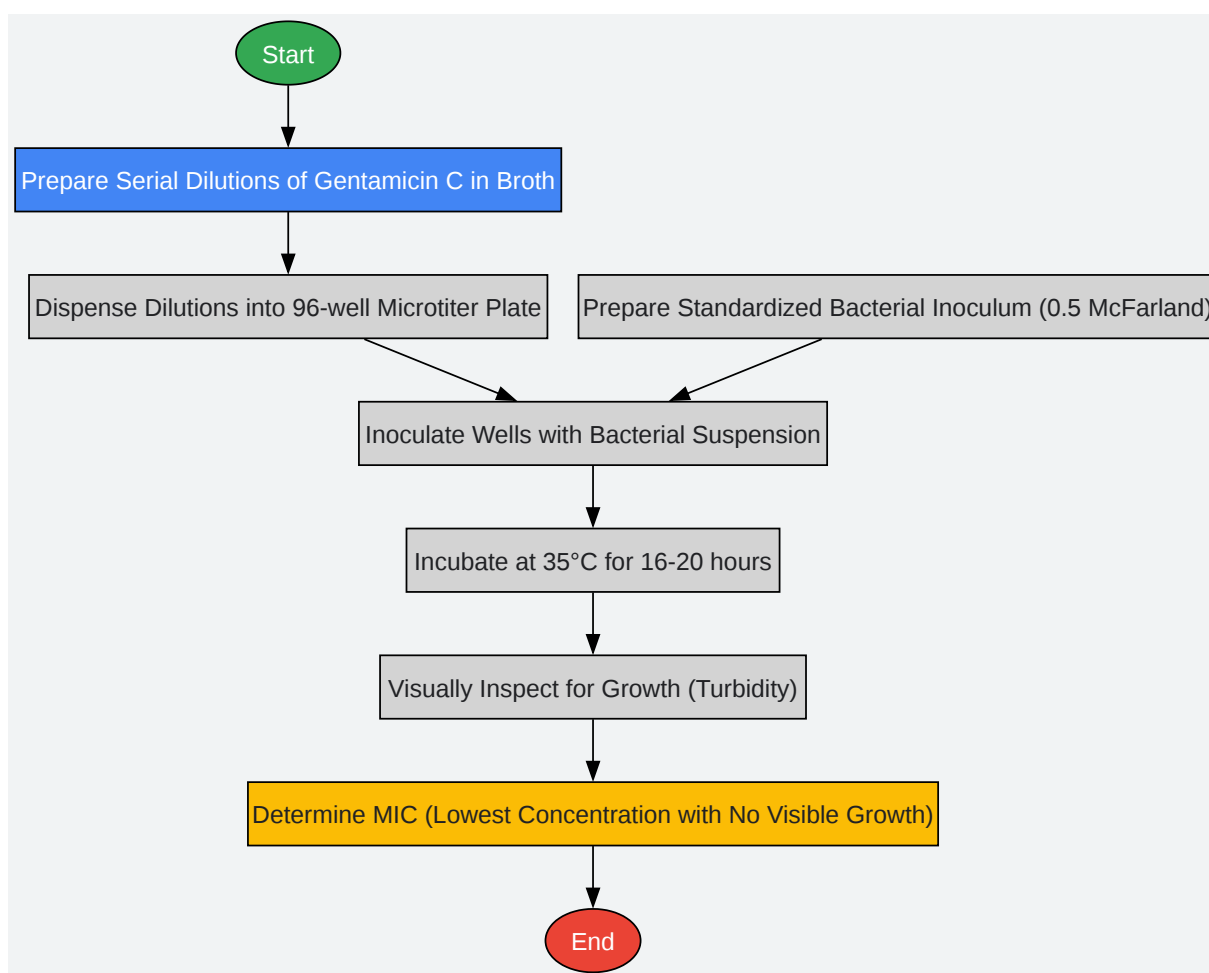 Start
Prepare Serial Dilutions of Gentamicin C in Broth
Dispense Dilutions into 96-well Microtiter Plate
Prepare Standardized Bacterial Inoculum (0.5 McFarland)
Inoculate Wells with Bacterial Suspension
Incubate at 35°C for 16-20 hours
Visually Inspect for Growth (Turbidity)
Determine MIC (Lowest Concentration with No Visible Growth)
End